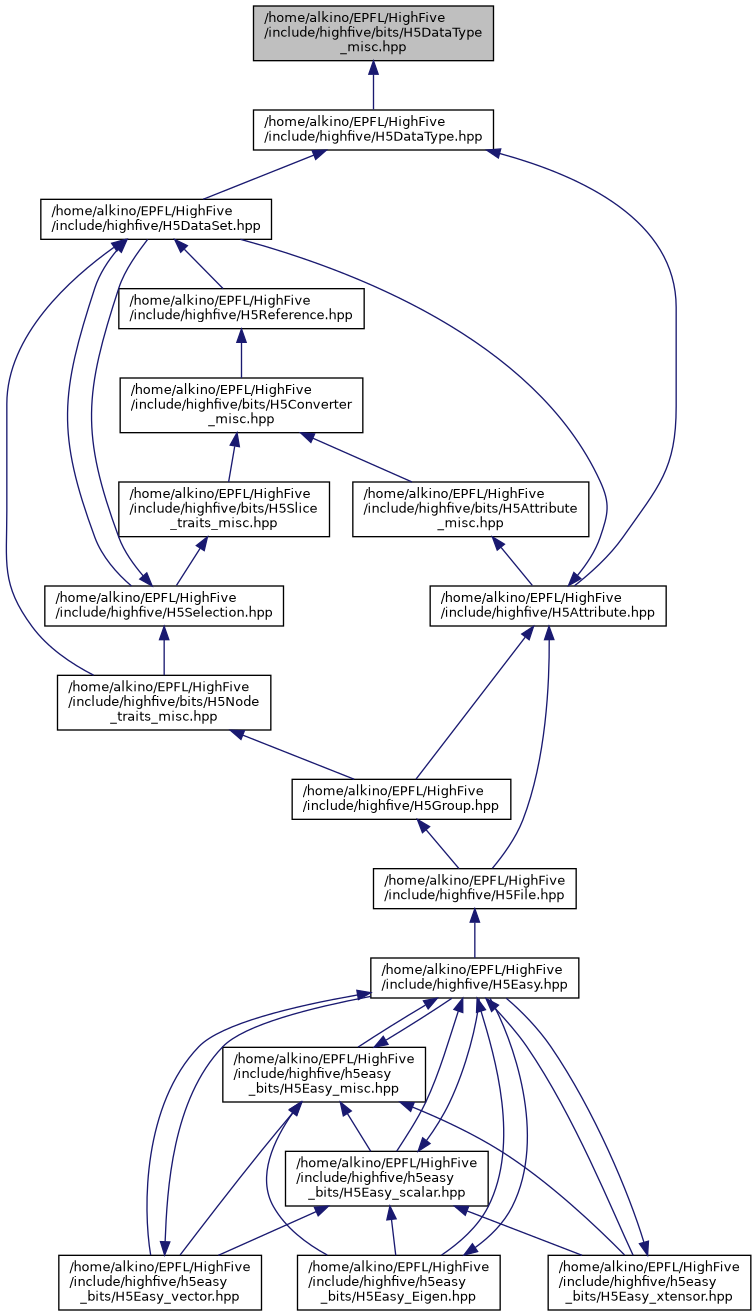 /home/alkino/EPFL/HighFive
/include/highfive/bits/H5DataType
_misc.hpp
/home/alkino/EPFL/HighFive
/include/highfive/H5DataType.hpp
/home/alkino/EPFL/HighFive
/include/highfive/H5DataSet.hpp
/home/alkino/EPFL/HighFive
/include/highfive/H5Reference.hpp
/home/alkino/EPFL/HighFive
/include/highfive/bits/H5Converter
_misc.hpp
/home/alkino/EPFL/HighFive
/include/highfive/bits/H5Slice
_traits_misc.hpp
/home/alkino/EPFL/HighFive
/include/highfive/bits/H5Attribute
_misc.hpp
/home/alkino/EPFL/HighFive
/include/highfive/H5Selection.hpp
/home/alkino/EPFL/HighFive
/include/highfive/H5Attribute.hpp
/home/alkino/EPFL/HighFive
/include/highfive/bits/H5Node
_traits_misc.hpp
/home/alkino/EPFL/HighFive
/include/highfive/H5Group.hpp
/home/alkino/EPFL/HighFive
/include/highfive/H5File.hpp
/home/alkino/EPFL/HighFive
/include/highfive/H5Easy.hpp
/home/alkino/EPFL/HighFive
/include/highfive/h5easy
_bits/H5Easy_misc.hpp
/home/alkino/EPFL/HighFive
/include/highfive/h5easy
_bits/H5Easy_scalar.hpp
/home/alkino/EPFL/HighFive
/include/highfive/h5easy
_bits/H5Easy_vector.hpp
/home/alkino/EPFL/HighFive
/include/highfive/h5easy
_bits/H5Easy_Eigen.hpp
/home/alkino/EPFL/HighFive
/include/highfive/h5easy
_bits/H5Easy_xtensor.hpp